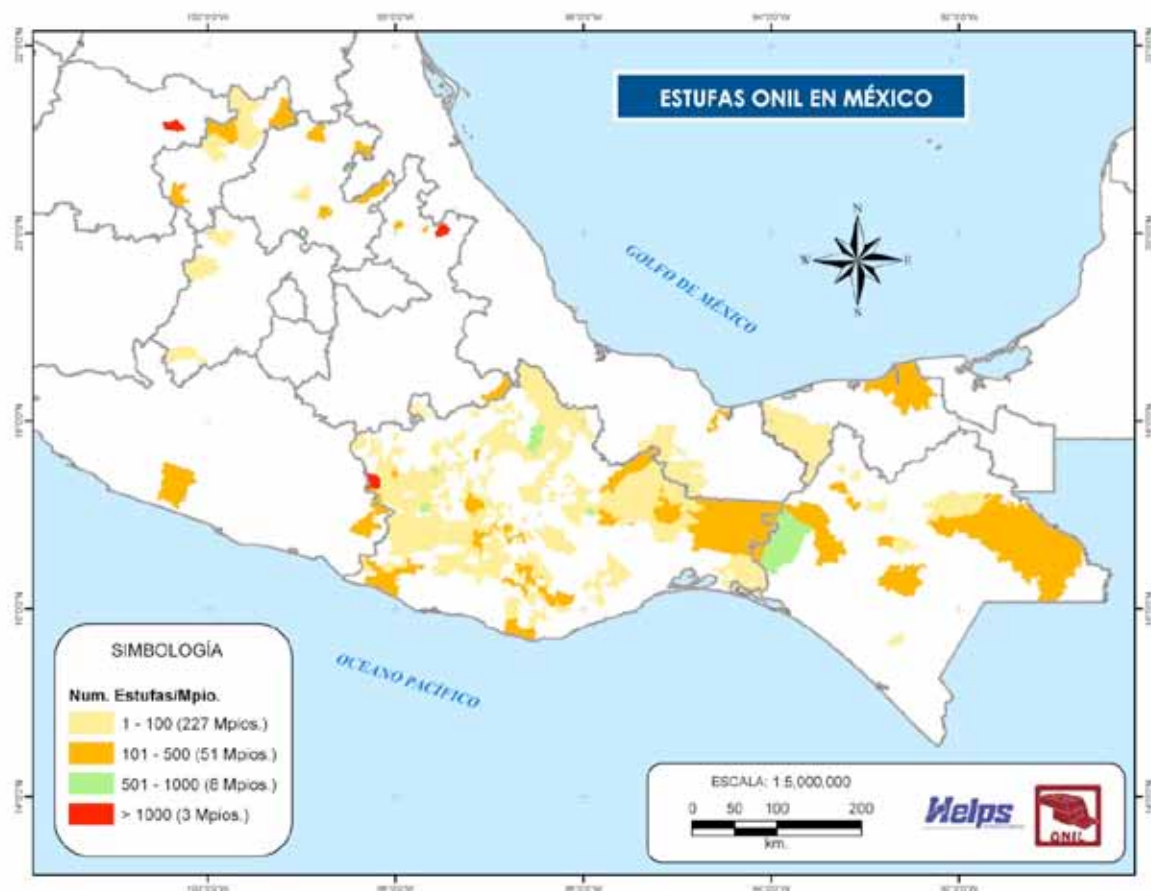 ESTUFAS ONIL EN MÉXICO
N
W
E
S
GOLFO DE MÉXICO
OCEANO PACÍFICO
SIMBOLOGÍA
Num. Estufas/Mpio.
1 - 100 (227 Mpios.)
101 - 500 (51 Mpios.)
501 - 1000 (8 Mpios.)
> 1000 (3 Mpios.)
ESCALA: 1:5,000,000
0 50 100 200
km.
Helps
ONIL